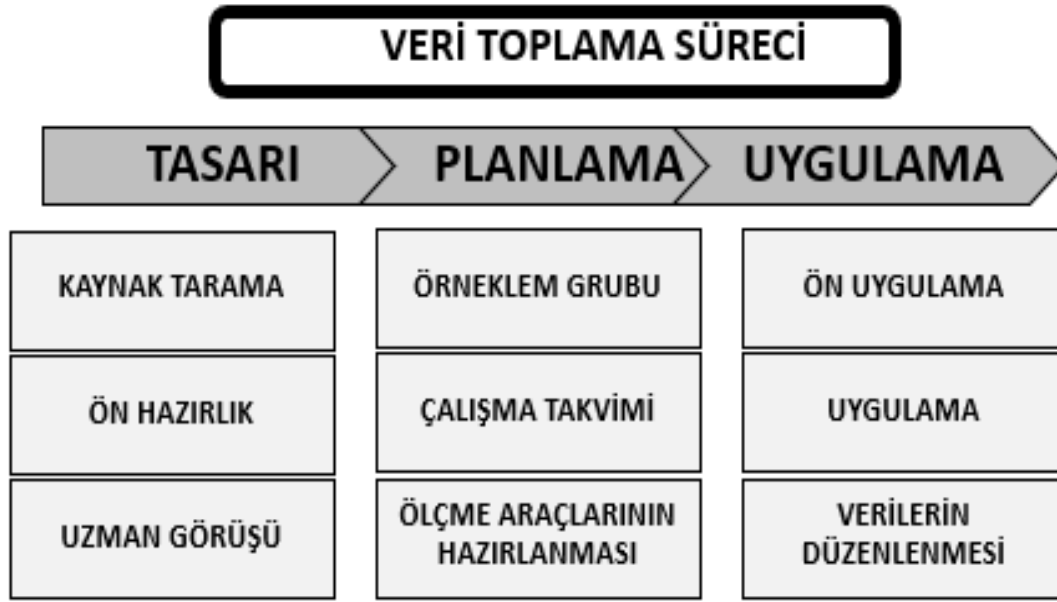 VERİ TOPLAMA SÜRECİ
TASARI
PLANLAMA
UYGULAMA
KAYNAK TARAMA
ÖRNEKLEM GRUBU
ÖN UYGULAMA
ÖN HAZIRLIK
ÇALIŞMA TAKVİMİ
UYGULAMA
UZMAN GÖRÜŞÜ
ÖLÇME ARAÇLARININ
HAZIRLANMASI
VERİLERİN
DÜZENLENMESİ